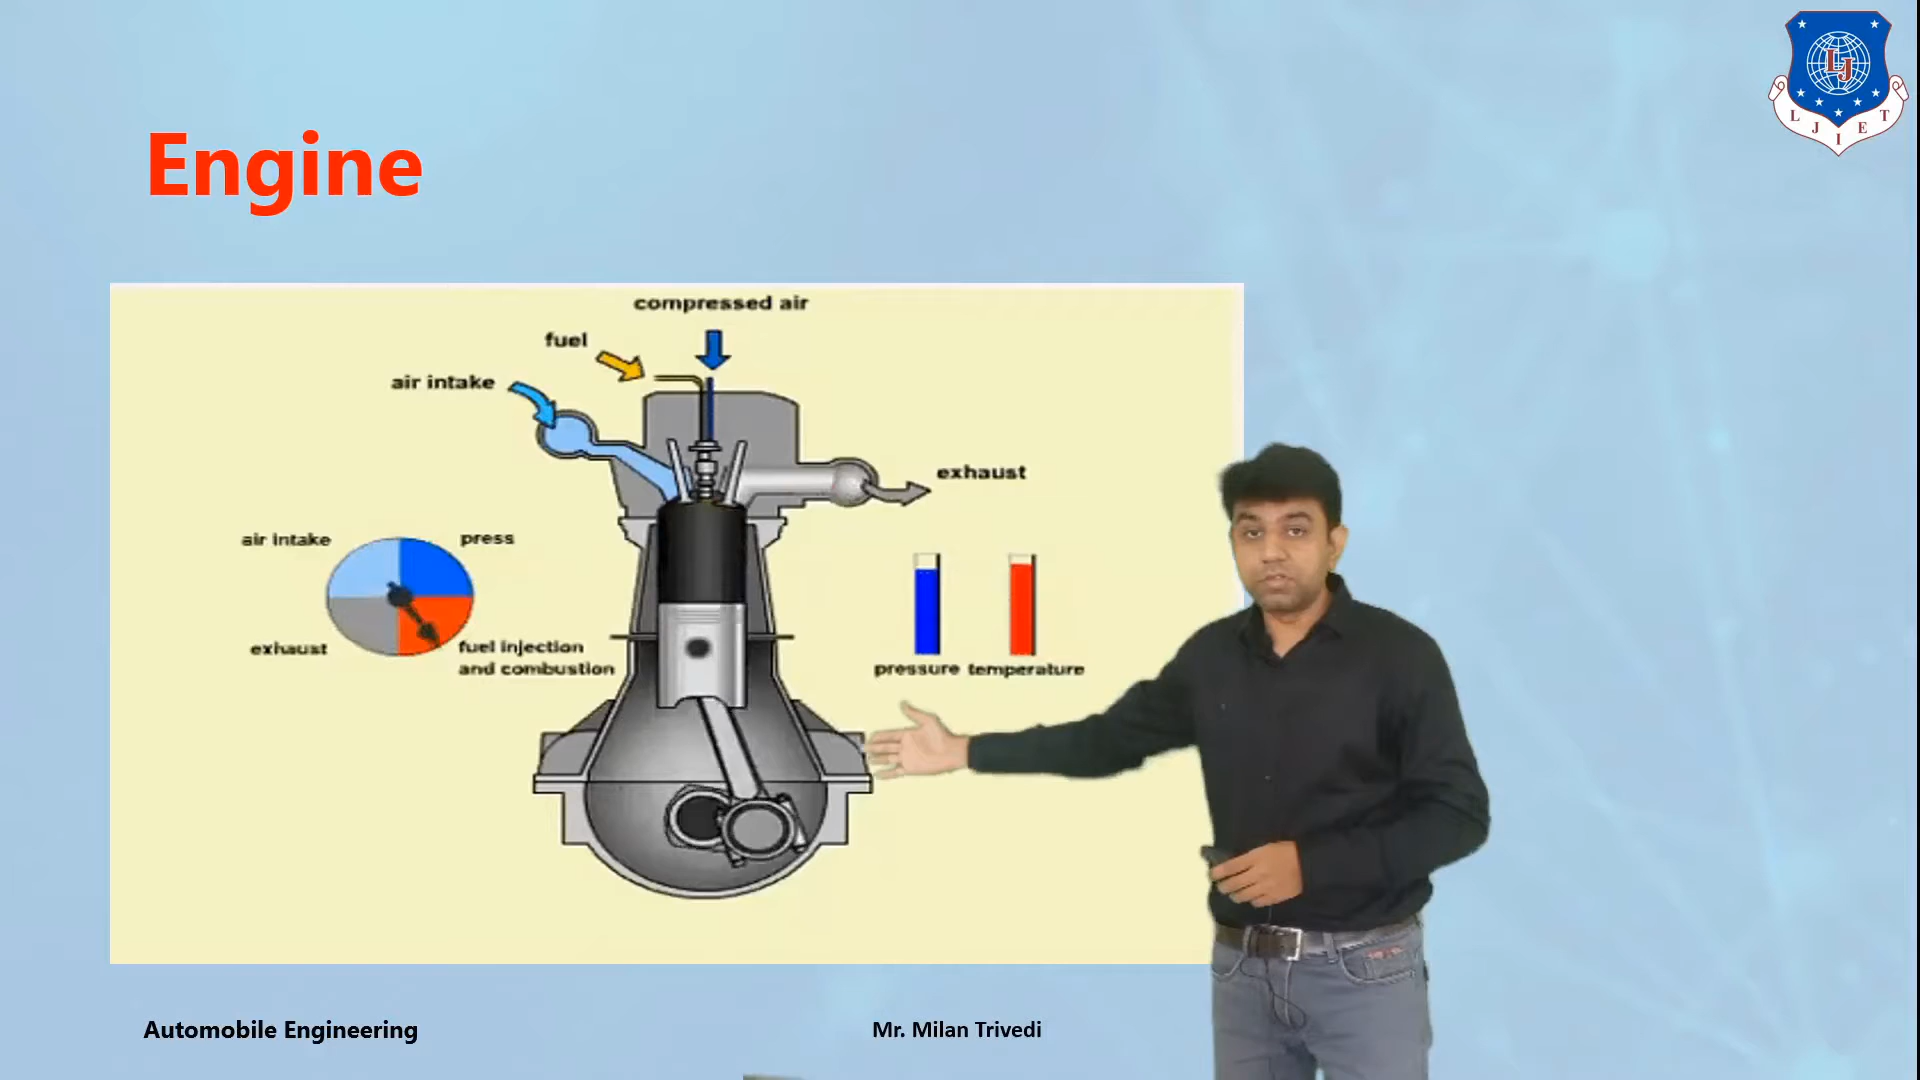 L J I E T
LJ
Engine
compressed air
fuel
air intake
exhaust
air intake
press
exhaust
fuel injection
and combustion
pressure
temperature
Automobile Engineering
Mr. Milan Trivedi